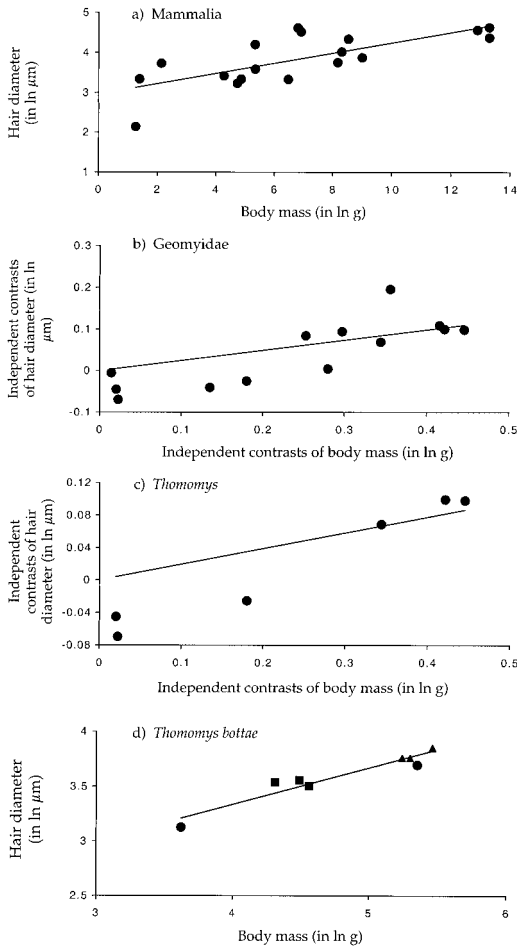 a) Mammalia
5
4
3
2
1
Hair diameter
(in ln μm)
0 2 4 6 8 10 12 14
Body mass (in ln g)
b) Geomyidae
0.3
0.2
0.1
0
-0.1
Independent contrasts
of hair diameter (in ln
μm)
0 0.1 0.2 0.3 0.4 0.5
Independent contrasts of body mass (in ln g)
c) Thomomys
0.12
0.08
0.04
0
-0.04
-0.08
Independent
contrasts of hair
diameter (in ln μm)
0 0.1 0.2 0.3 0.4 0.5
Independent contrasts of body mass (in ln g)
d) Thomomys bottae
4
3.5
3
2.5
Hair diameter
(in ln μm)
3 4 5 6
Body mass (in ln g)